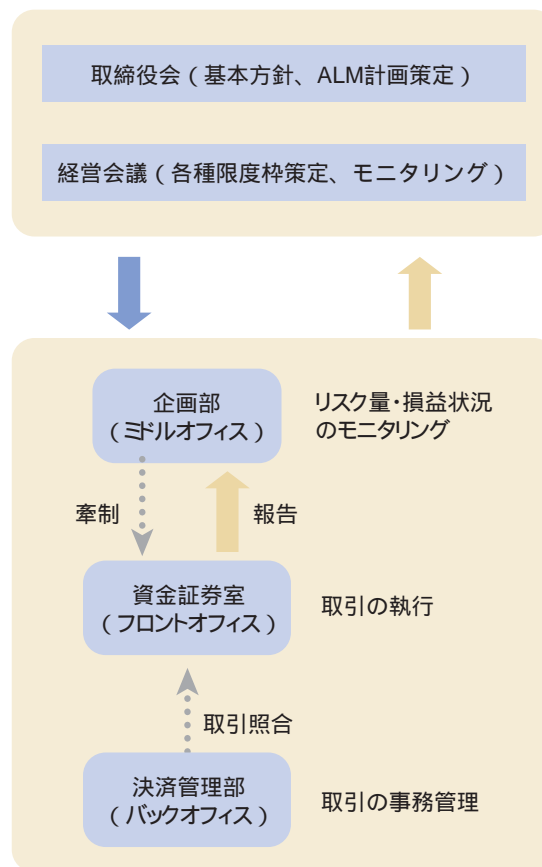 取締役会（基本方針、ALM計画策定）
経営会議（各種限度枠策定、モニタリング）
企画部
（ミドルオフィス）
リスク量・損益状況
のモニタリング
牽制
報告
資金証券室
（フロントオフィス）
取引の執行
取引照合
決済管理部
（バックオフィス）
取引の事務管理